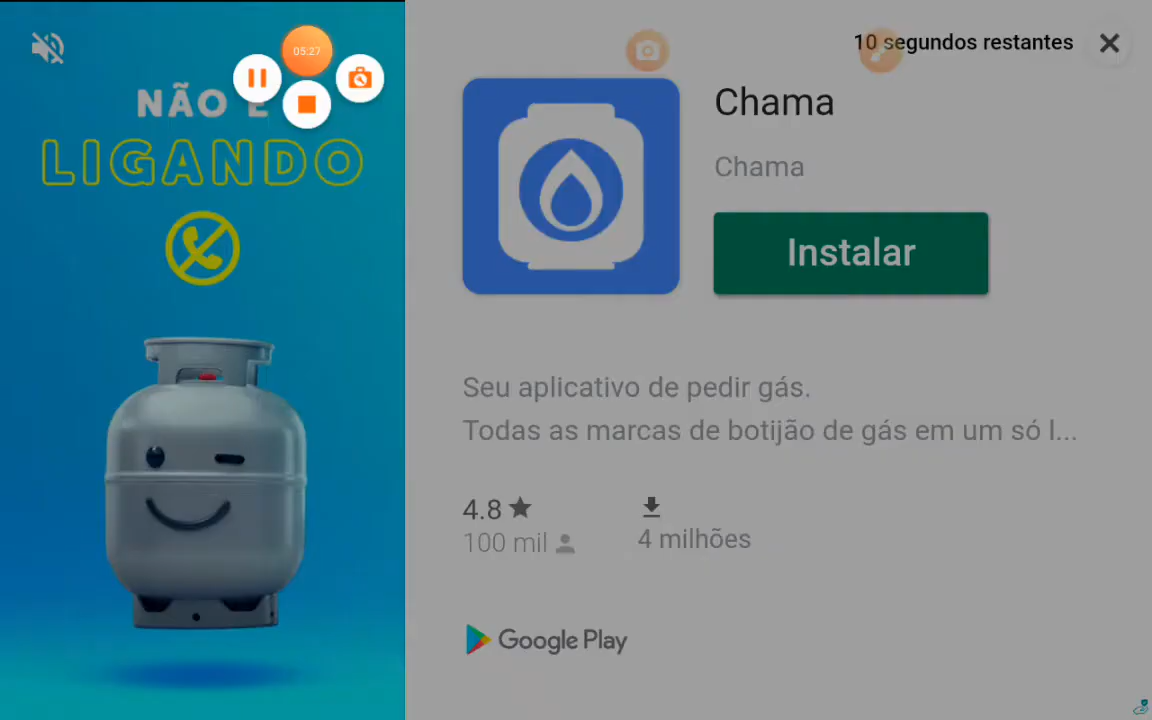 05:27
NÃO É
LIGANDO
10 segundos restantes
Chama
Chama
Instalar
Seu aplicativo de pedir gás.
Todas as marcas de botijão de gás em um só l...
4.8
100 mil
4 milhões
Google Play